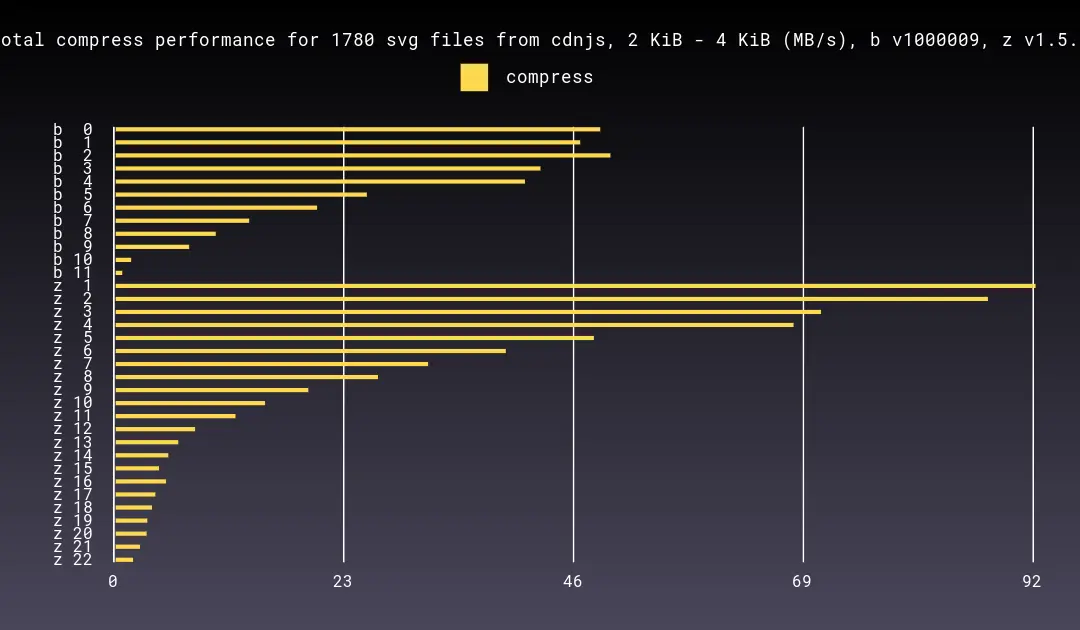 otal compress performance for 1780 svg files from cdnjs, 2 KiB - 4 KiB (MB/s), b v1000009, z v1.5.
compress
b 0
b 1
b 2
b 3
b 4
b 5
b 6
b 7
b 8
b 9
b 10
b 11
z 1
z 2
z 3
z 4
z 5
z 6
z 7
z 8
z 9
z 10
z 11
z 12
z 13
z 14
z 15
z 16
z 17
z 18
z 19
z 20
z 21
z 22
0 23 46 69 92